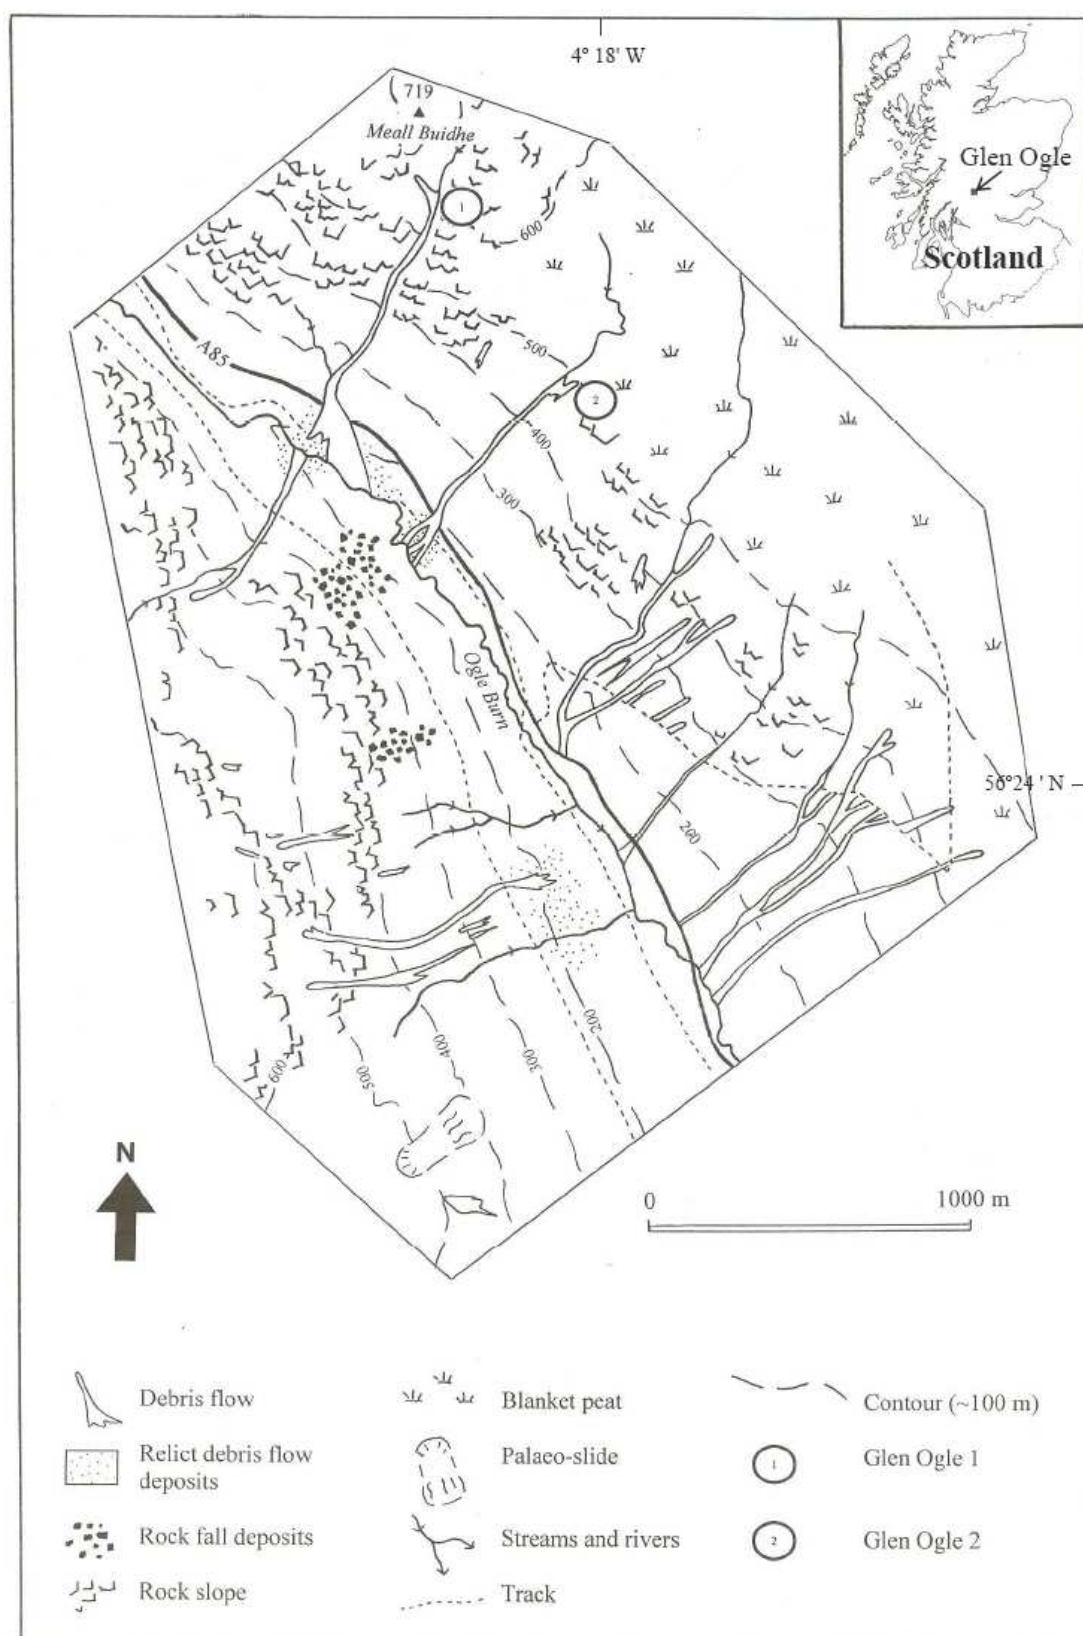 4° 18' W
719
Meall Buidhe
Glen Ogle
Scotland
1
600
A85
500
2
400
300
Ogle Burn
56°24 ' N
200
200
300
400
500
600
N
0 1000 m
Debris flow
Blanket peat
Contour (~100 m)
Relict debris flow
deposits
Palaeo-slide
1
Glen Ogle 1
Rock fall deposits
Streams and rivers
2
Glen Ogle 2
Rock slope
Track